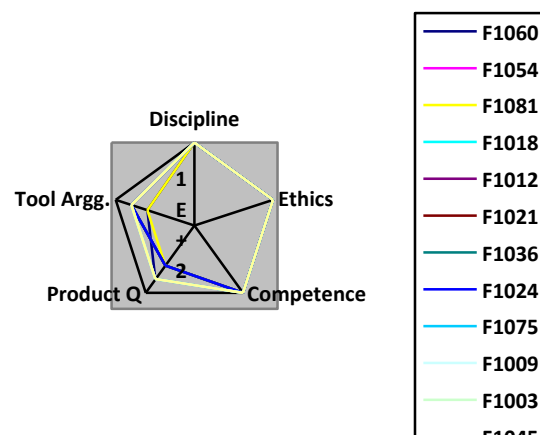 Discipline
1
E
+
2
Tool Argg.
Ethics
Product Q
Competence
F1060
F1054
F1081
F1018
F1012
F1021
F1036
F1024
F1075
F1009
F1003
F1045